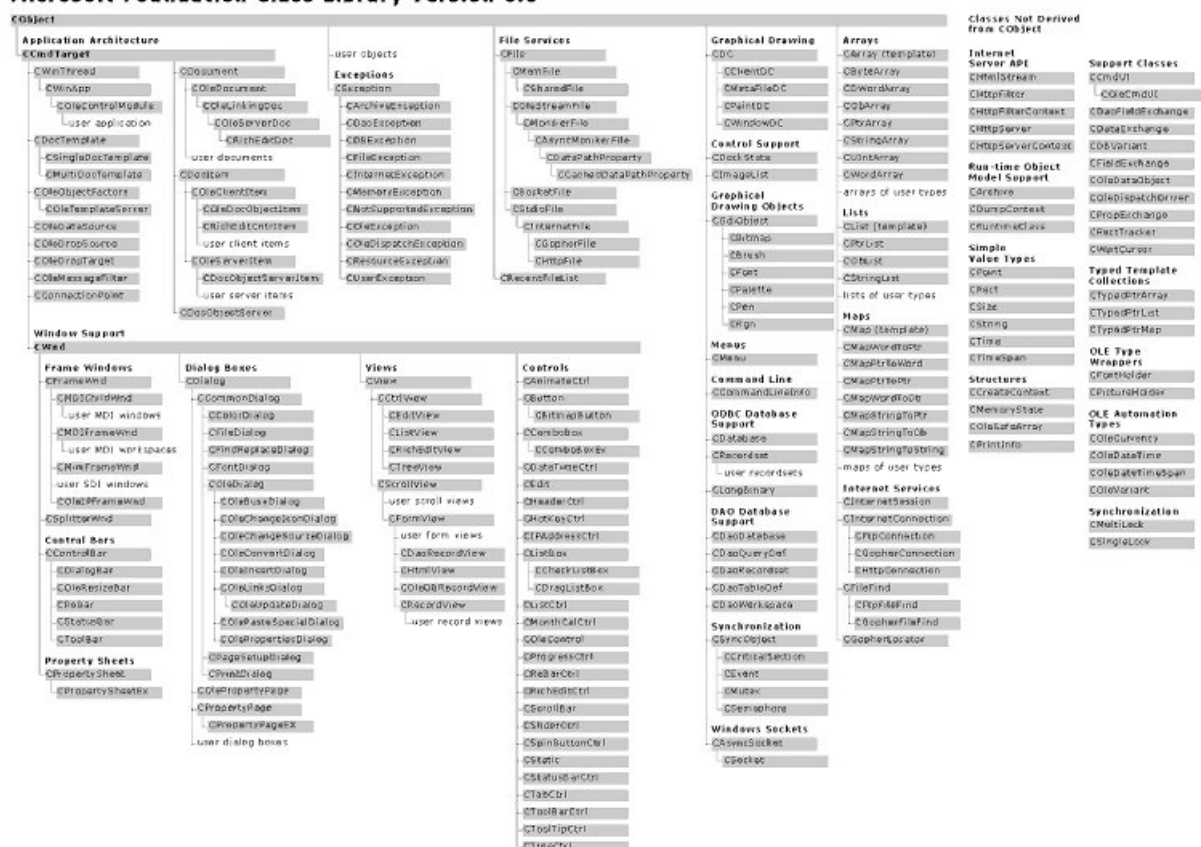 Microsoft Foundation Class Library Version 6.0
CObject
Application Architecture
CCmdTarget
CWinThread
CWinApp
COleControlModule
user application
CDocTemplate
CSingleDocTemplate
CMultiDocTemplate
COleObjectFactory
COleTemplateServer
COleDataSource
COleDropSource
COleDropTarget
COleMessageFilter
CConnectionPoint
CDocument
COleDocument
COleLinkingDoc
COleServerDoc
CRichEditDoc
user documents
CDocItem
COleClientItem
COleDocObjectItem
CRichEditCntrItem
user client items
COleServerItem
CDocObjectServerItem
user server items
CDocObjectServer
user objects
Exceptions
CException
CArchiveException
CDaoException
CDBException
CFileException
CInternetException
CMemoryException
CNotSupportedException
COleException
COleDispatchException
CResourceException
CUserException
File Services
CFile
CMemFile
CSharedFile
COleStreamFile
CMonikerFile
CAsyncMonikerFile
CDataPathProperty
CCachedDataPathProperty
CSocketFile
CStdioFile
CInternetFile
CGopherFile
CHttpFile
CRecentFileList
Window Support
CWnd
Frame Windows
CFrameWnd
CMDIChildWnd
user MDI windows
CMDIFrameWnd
user MDI workspaces
CMiniFrameWnd
user SDI windows
COleIPFrameWnd
CSplitterWnd
Control Bars
CControlBar
CDialogBar
COleResizeBar
CReBar
CStatusBar
CToolBar
Property Sheets
CPropertySheet
CPropertySheetEx
Dialog Boxes
CDialog
CCommonDialog
CColorDialog
CFileDialog
CFindReplaceDialog
CFontDialog
COleDialog
COleBusyDialog
COleChangeIconDialog
COleChangeSourceDialog
COleConvertDialog
COleInsertDialog
COleLinksDialog
COleUpdateDialog
COlePasteSpecialDialog
COlePropertiesDialog
CPageSetupDialog
CPrintDialog
COlePropertyPage
CPropertyPage
CPropertyPageEX
user dialog boxes
Views
CView
CCtrlView
CEditView
CListView
CRichEditView
CTreeView
CScrollView
user scroll views
CFormView
user form views
CDaoRecordView
CHtmlView
COleDBRecordView
CRecordView
user record views
Controls
CAnimateCtrl
CButton
CBitmapButton
CComboBox
CComboBoxEx
CDateTimeCtrl
CEdit
CHeaderCtrl
CHotKeyCtrl
CIPAddressCtrl
CListBox
CCheckListBox
CDragListBox
CListCtrl
CMonthCalCtrl
COleControl
CProgressCtrl
CReBarCtrl
CRichEditCtrl
CScrollBar
CSliderCtrl
CSpinButtonCtrl
CStatic
CStatusBarCtrl
CTabCtrl
CToolBarCtrl
CToolTipCtrl
CTreeCtrl
Graphical Drawing
CDC
CClientDC
CMetaFileDC
CPaintDC
CWindowDC
Control Support
CDockState
CImageList
Graphical
Drawing Objects
CGdiObject
CBitmap
CBrush
CFont
CPalette
CPen
CRgn
Menus
CMenu
Command Line
CCommandLineInfo
ODBC Database
Support
CDatabase
CRecordset
user recordsets
CLongBinary
DAO Database
Support
CDaoDatabase
CDaoQueryDef
CDaoRecordset
CDaoTableDef
CDaoWorkspace
Synchronization
CSyncObject
CCriticalSection
CEvent
CMutex
CSemaphore
Windows Sockets
CAsyncSocket
CSocket
Arrays
CArray (template)
CByteArray
CDWordArray
CObArray
CPtrArray
CStringArray
CUIntArray
CWordArray
arrays of user types
Lists
CList (template)
CPtrList
CObList
CStringList
lists of user types
Maps
CMap (template)
CMapWordToPtr
CMapPtrToWord
CMapPtrToPtr
CMapWordToOb
CMapStringToPtr
CMapStringToOb
CMapStringToString
maps of user types
Internet Services
CInternetSession
CInternetConnection
CFtpConnection
CGopherConnection
CHttpConnection
CFileFind
CFtpFileFind
CGopherFileFind
CGopherLocator
Classes Not Derived
from CObject
Internet
Server API
CHtmlStream
CHttpFilter
CHttpFilterContext
CHttpServer
CHttpServerContext
Run-time Object
Model Support
CArchive
CDumpContext
CRuntimeClass
Simple
Value Types
CPoint
CRect
CSize
CString
CTime
CTimeSpan
Structures
CCreateContext
CMemoryState
COleSafeArray
CPrintInfo
Support Classes
CCmdUI
COleCmdUI
CDaoFieldExchange
CDataExchange
CDBVariant
CFieldExchange
COleDataObject
COleDispatchDriver
CPropExchange
CRectTracker
CWaitCursor
Typed Template
Collections
CTypedPtrArray
CTypedPtrList
CTypedPtrMap
OLE Type
Wrappers
CFontHolder
CPictureHolder
OLE Automation
Types
COleCurrency
COleDateTime
COleDateTimeSpan
COleVariant
Synchronization
CMultiLock
CSingleLock